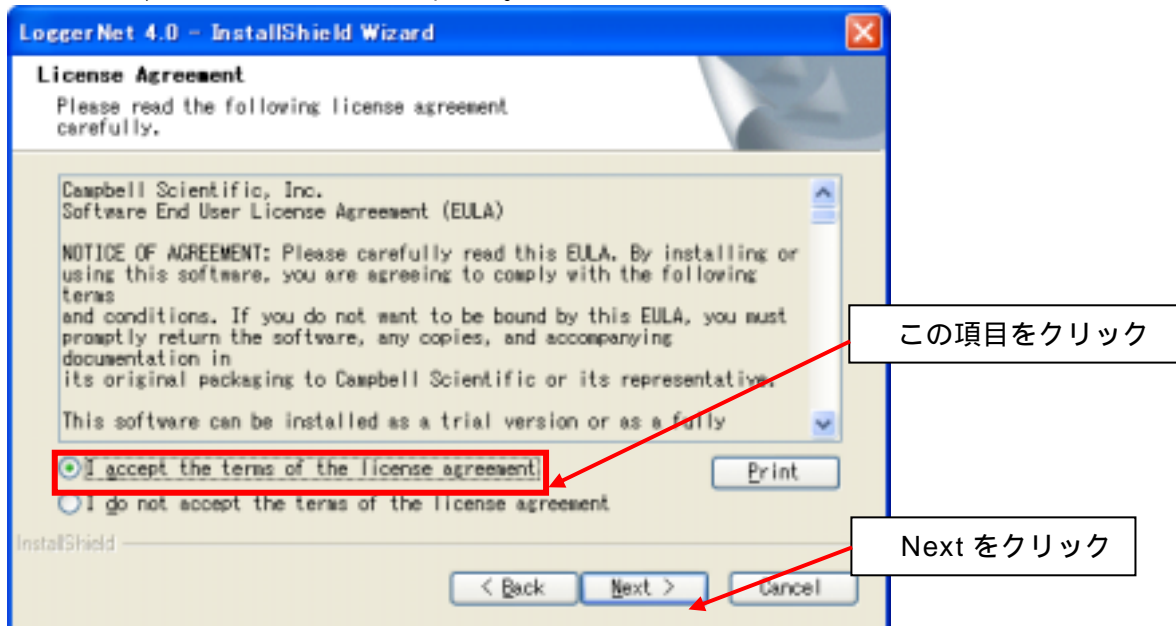 LoggerNet 4.0 - InstallShield Wizard
License Agreement
Please read the following license agreement
carefully.
Campbell Scientific, Inc.
Software End User License Agreement (EULA)
NOTICE OF AGREEMENT: Please carefully read this EULA. By installing or
using this software, you are agreeing to comply with the following
terms
and conditions. If you do not want to be bound by this EULA, you must
promptly return the software, any copies, and accompanying
documentation in
its original packaging to Campbell Scientific or its representative.
This software can be installed as a trial version or as a fully
この項目をクリック
I accept the terms of the license agreement
Print
I do not accept the terms of the license agreement
InstallShield
Next をクリック
< Back
Next >
Cancel